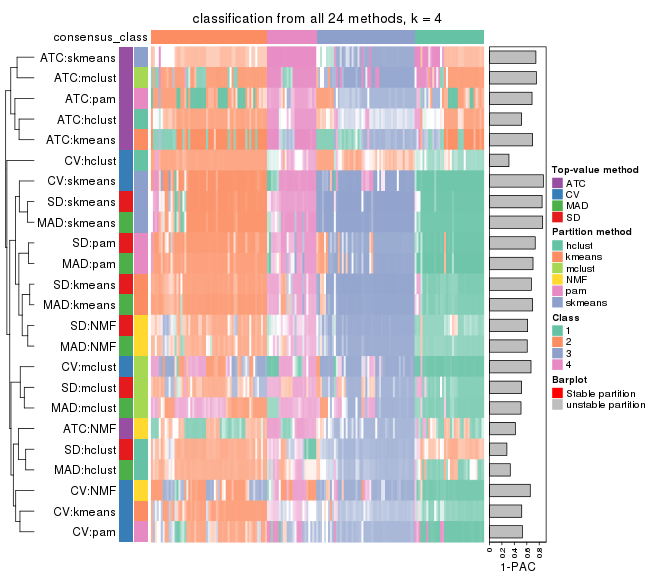 classification from all 24 methods, k = 4
consensus_class
ATC:skmeans
ATC:mclust
ATC:pam
ATC:hclust
ATC:kmeans
CV:hclust
CV:skmeans
SD:skmeans
MAD:skmeans
SD:pam
MAD:pam
SD:kmeans
MAD:kmeans
SD:NMF
MAD:NMF
CV:mclust
SD:mclust
MAD:mclust
ATC:NMF
SD:hclust
MAD:hclust
CV:NMF
CV:kmeans
CV:pam
0 0.2 0.4 0.6 0.8
1-PAC
Top-value method
ATC
CV
MAD
SD
Partition method
hclust
kmeans
mclust
NMF
pam
skmeans
Class
1
2
3
4
Barplot
Stable partition
unstable partition